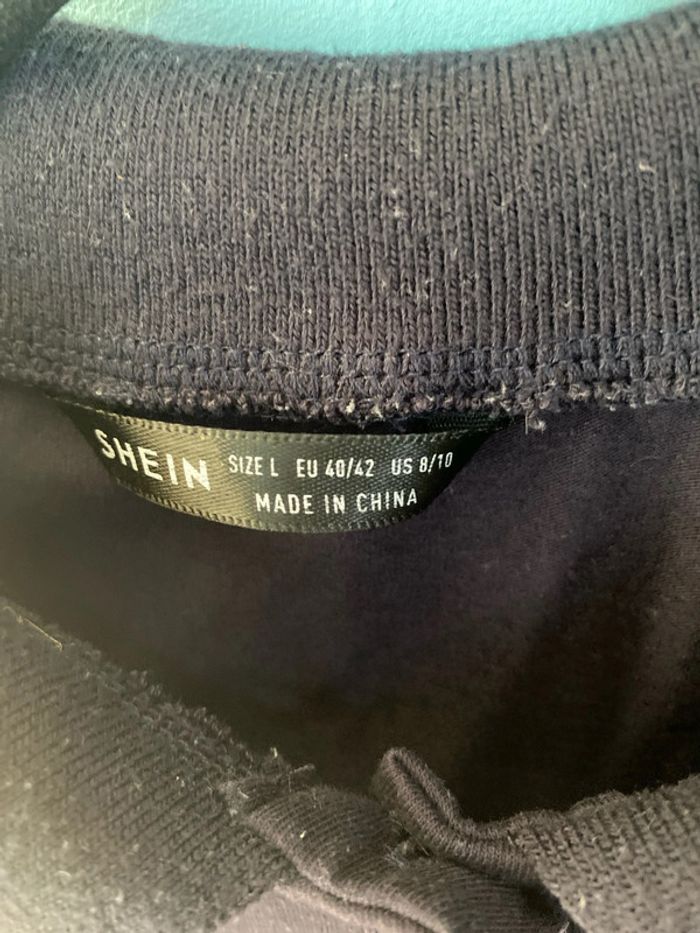 SHEIN SIZE L EU 40/42 US 8/10
MADE IN CHINA